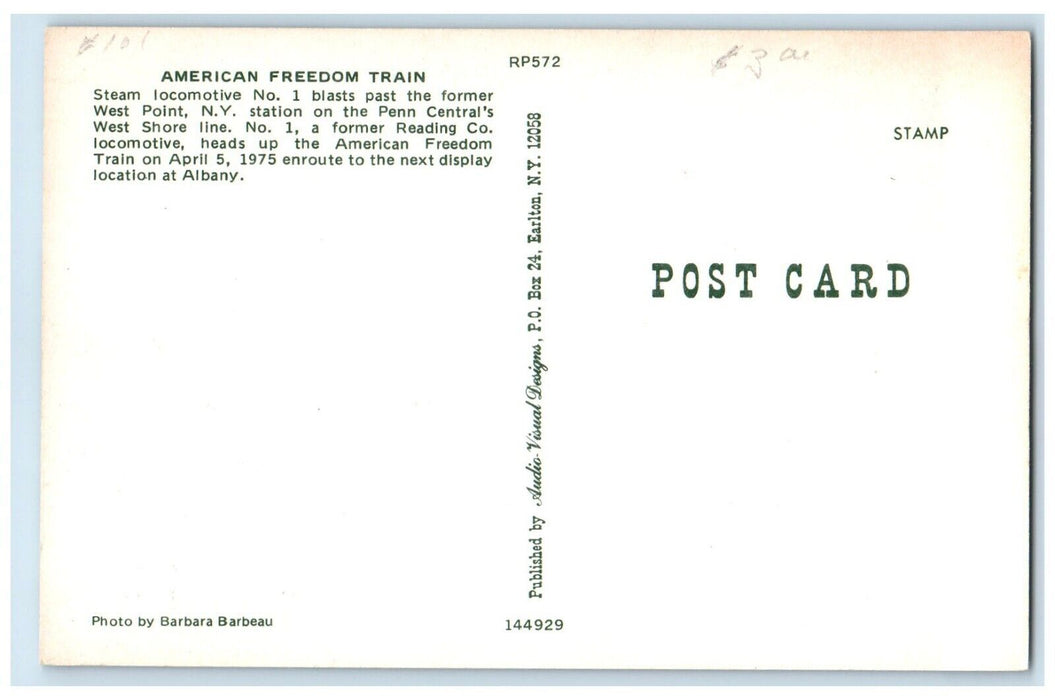 #101
RP572
AMERICAN FREEDOM TRAIN
Steam locomotive No. 1 blasts past the former
West Point, N.Y. station on the Penn Central's
West Shore line. No. 1, a former Reading Co.
locomotive, heads up the American Freedom
Train on April 5, 1975 enroute to the next display
location at Albany.
STAMP
Published by Audio-Visual Designs, P.O. Box 24, Earlton, N.Y. 12058
POST CARD
Photo by Barbara Barbeau
144929